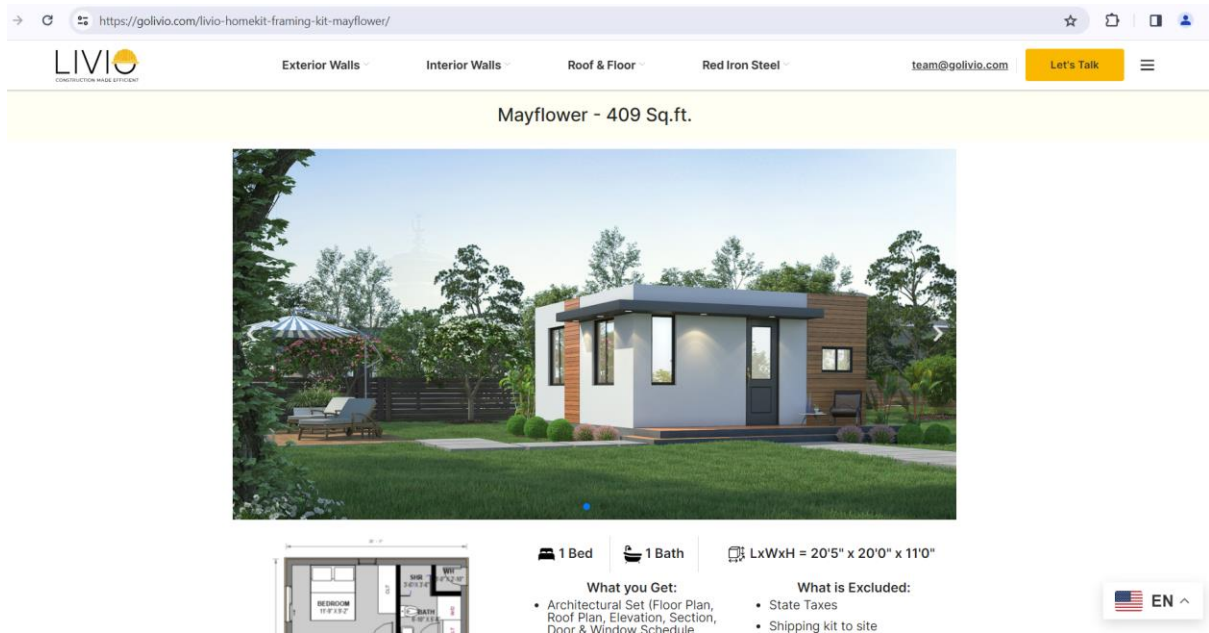 https://golivio.com/livio-homekit-framing-kit-mayflower/
LIVIO
CONSTRUCTION MADE EFFICIENT
Exterior Walls
Interior Walls
Roof & Floor
Red Iron Steel
team@golivio.com
Let's Talk
Mayflower - 409 Sq.ft.
1 Bed
1 Bath
LxWxH = 20'5" x 20'0" x 11'0"
What you Get:
• Architectural Set (Floor Plan,
Roof Plan, Elevation, Section,
Door & Window Schedule
What is Excluded:
• State Taxes
• Shipping kit to site
BEDROOM
SHR
WH
BATH
EN